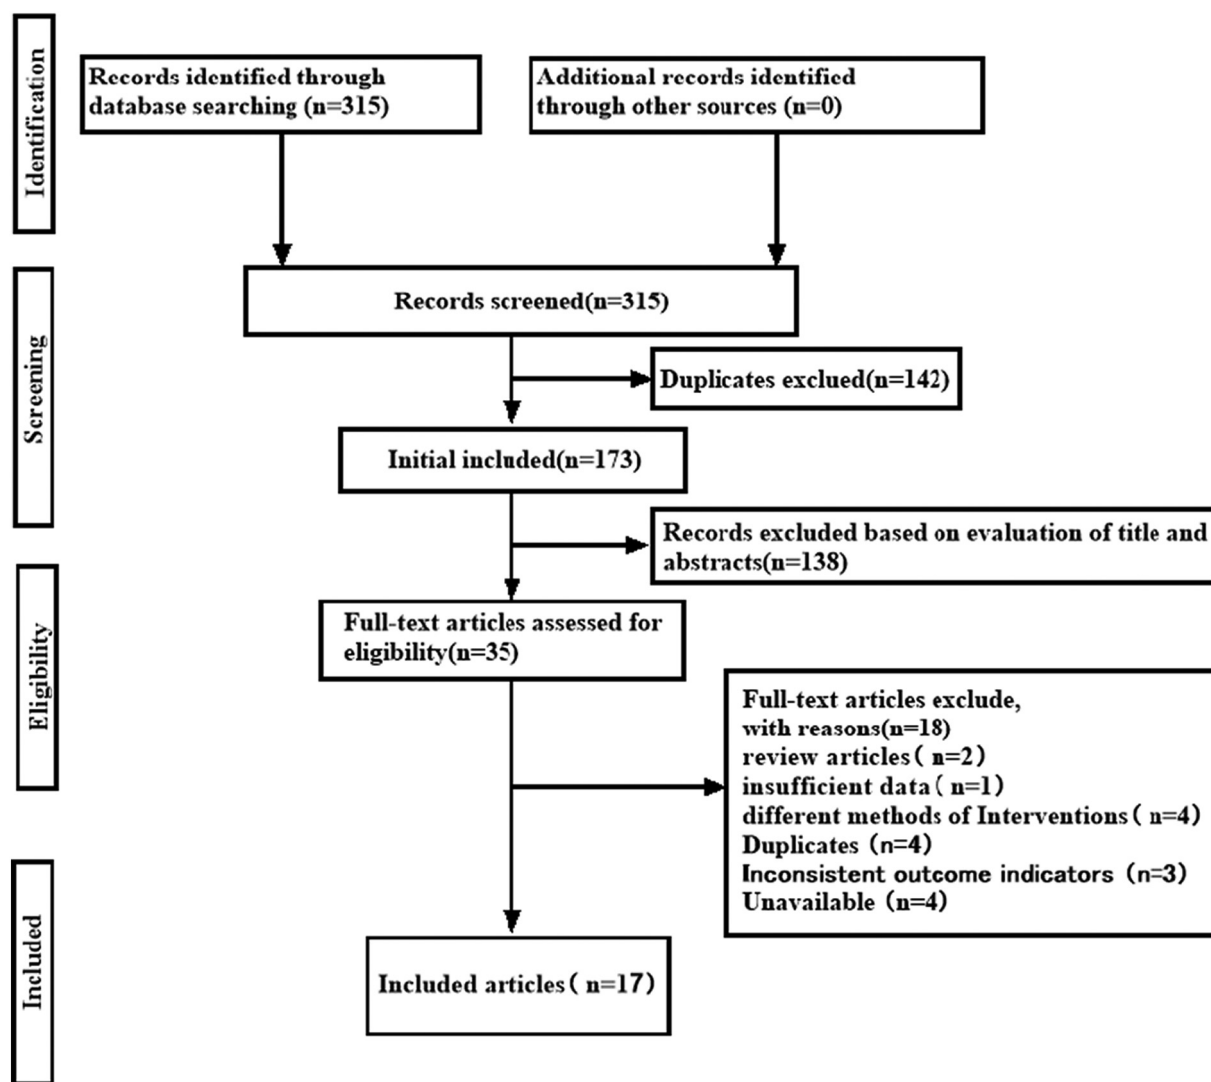 Identification
Records identified through
database searching (n=315)
Additional records identified
through other sources (n=0)
Screening
Records screened(n=315)
Duplicates exclued(n=142)
Initial included(n=173)
Records excluded based on evaluation of title and
abstracts(n=138)
Eligibility
Full-text articles assessed for
eligibility(n=35)
Full-text articles exclude,
with reasons(n=18)
review articles( n=2)
insufficient data( n=1)
different methods of Interventions( n=4)
Duplicates (n=4)
Inconsistent outcome indicators (n=3)
Unavailable (n=4)
Included
Included articles( n=17)